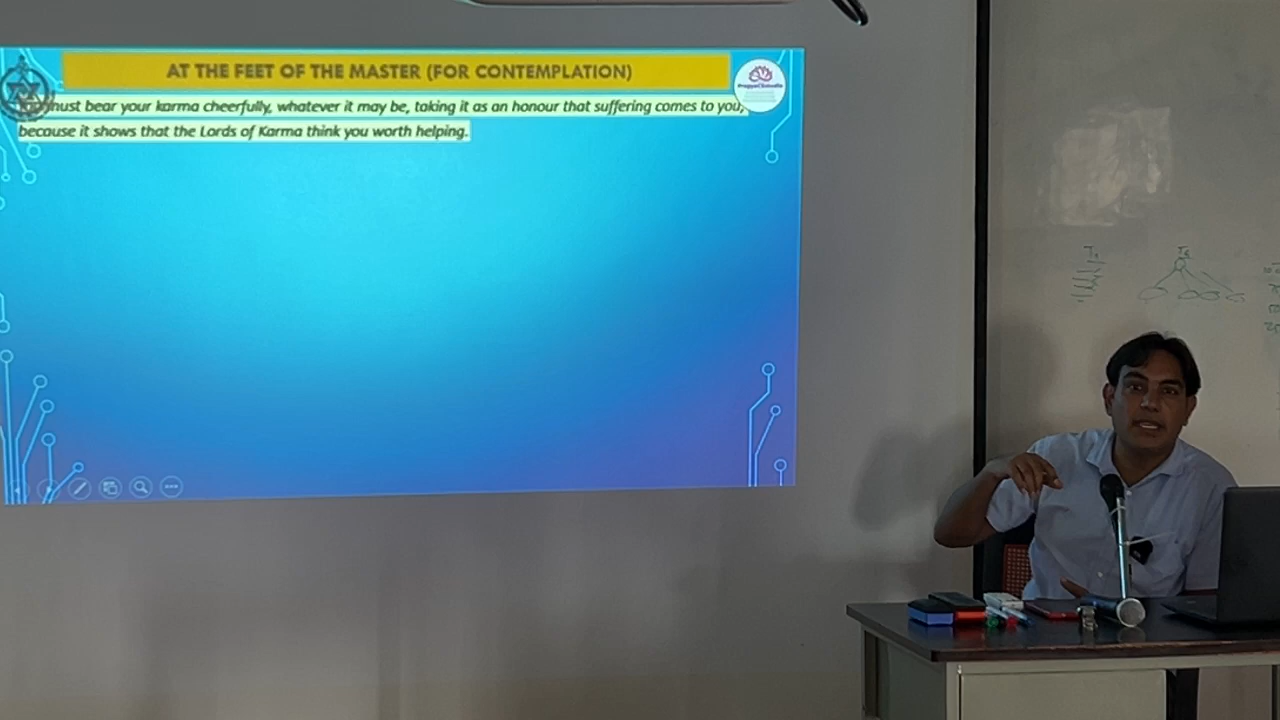 AT THE FEET OF THE MASTER (FOR CONTEMPLATION)
must bear your karma cheerfully, whatever it may be, taking it as an honour that suffering comes to you,
because it shows that the Lords of Karma think you worth helping.